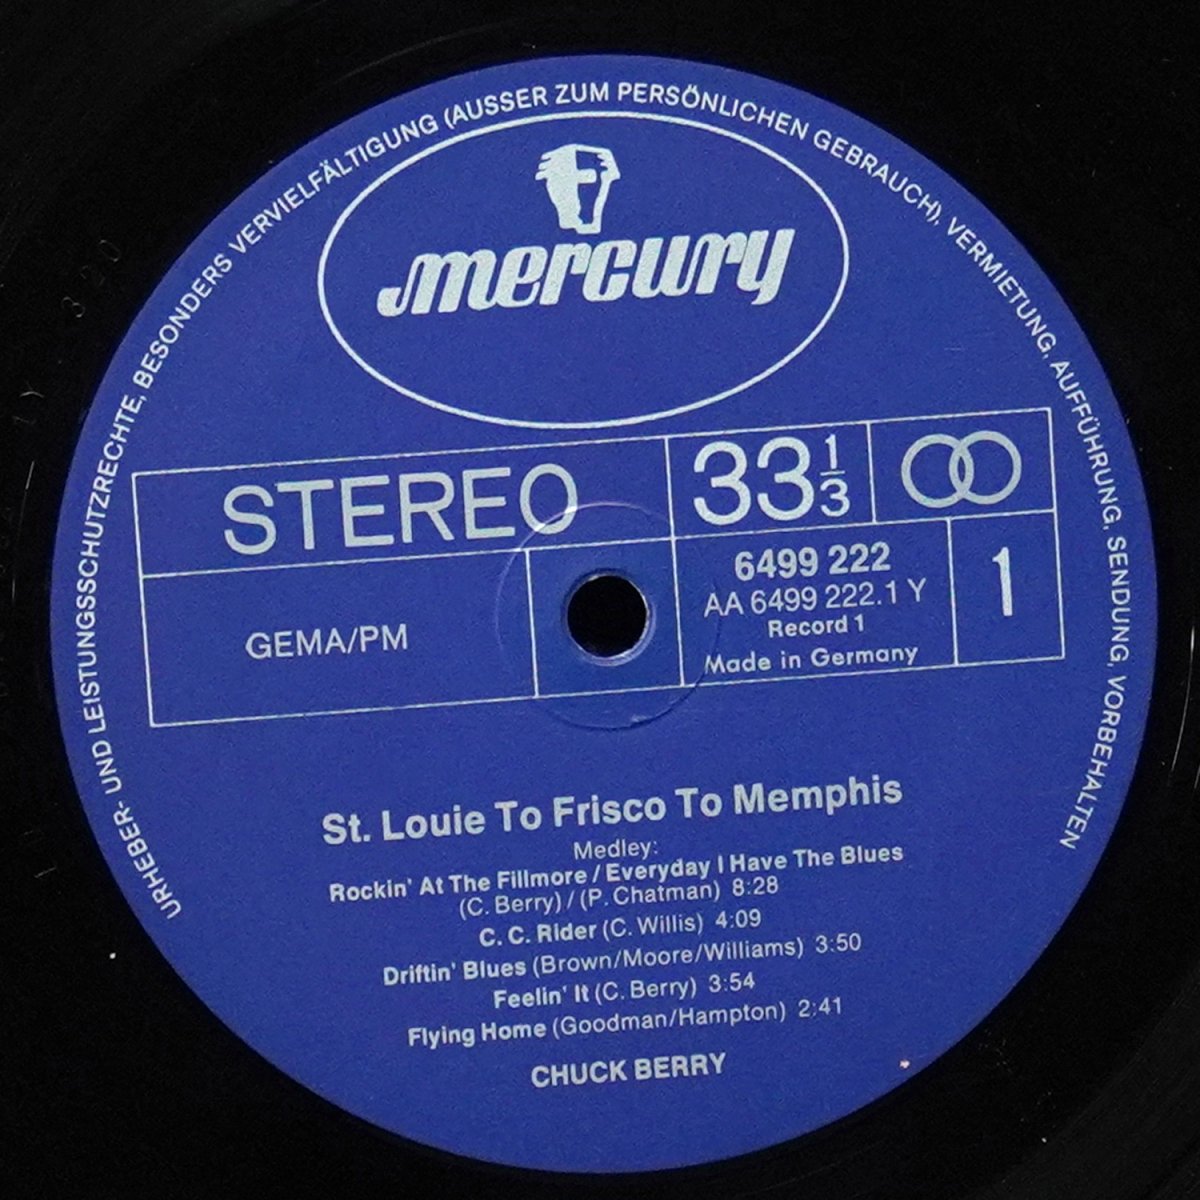 URHEBER- UND LEISTUNGSSCHUTZRECHTE, BESONDERS VERVIELFÄLTIGUNG (AUSSER ZUM PERSÖNLICHEN GEBRAUCH), VERMIETUNG, AUFFÜHRUNG, SENDUNG, VORBEHALTEN
mercury
STEREO
33 1/3
GEMA/PM
6499 222
AA 6499 222.1 Y
Record 1
Made in Germany
1
St. Louie To Frisco To Memphis
Medley:
Rockin' At The Fillmore / Everyday I Have The Blues
(C. Berry) / (P. Chatman) 8:28
C. C. Rider (C. Willis) 4:09
Driftin' Blues (Brown/Moore/Williams) 3:50
Feelin' It (C. Berry) 3:54
Flying Home (Goodman/Hampton) 2:41
CHUCK BERRY